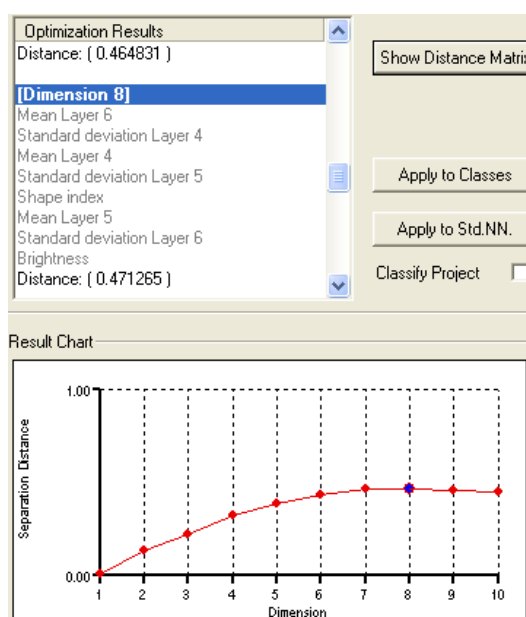 Optimization Results
Distance: ( 0.464831 )
[Dimension 8]
Mean Layer 6
Standard deviation Layer 4
Mean Layer 4
Standard deviation Layer 5
Shape index
Mean Layer 5
Standard deviation Layer 6
Brightness
Distance: ( 0.471265 )
Show Distance Matrix
Apply to Classes
Apply to Std.NN.
Classify Project
Result Chart
1.00
Separation Distance
0.00
1 2 3 4 5 6 7 8 9 10
Dimension